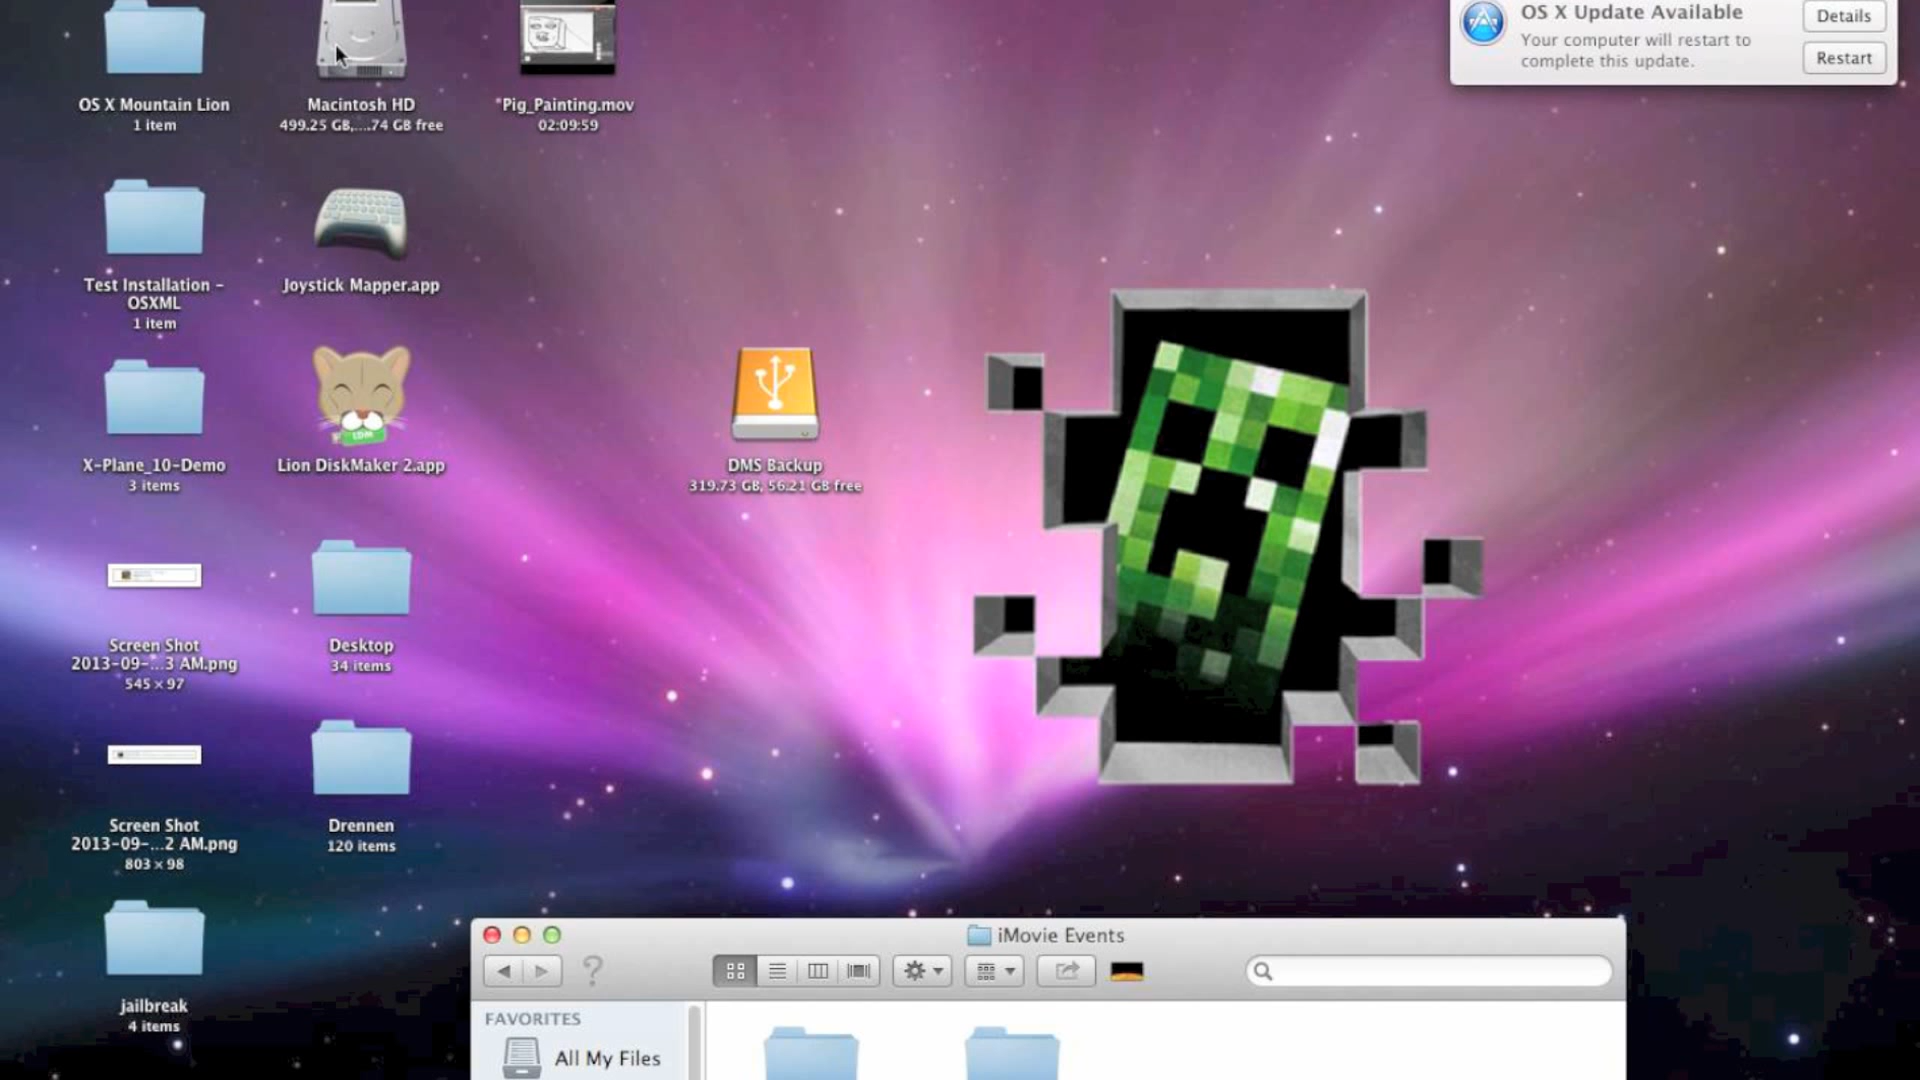 OS X Update Available
Your computer will restart to
complete this update.
Details
Restart
OS X Mountain Lion
1 item
Macintosh HD
499.25 GB,....74 GB free
*Pig_Painting.mov
02:09:59
Test Installation -
OSXML
1 item
Joystick Mapper.app
X-Plane_10-Demo
3 items
Lion DiskMaker 2.app
LDM
DMS Backup
319.73 GB, 56.21 GB free
Screen Shot
2013-09-...3 AM.png
545 × 97
Desktop
34 items
Screen Shot
2013-09-...2 AM.png
803 × 98
Drennen
120 items
jailbreak
4 items
iMovie Events
?
FAVORITES
All My Files